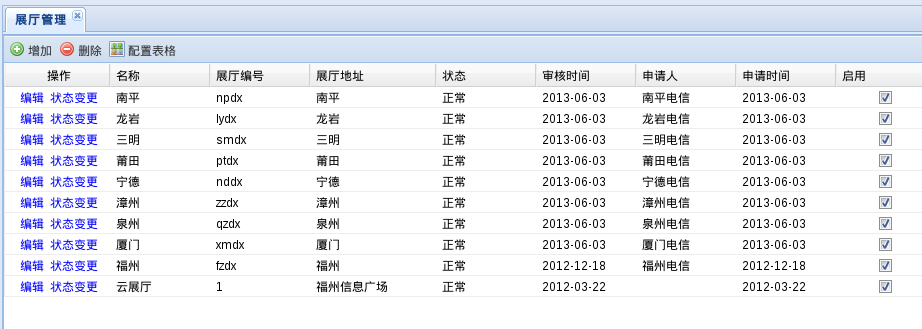 展厅管理
增加 删除 配置表格
操作 名称 展厅编号 展厅地址 状态 审核时间 申请人 申请时间 启用
编辑 状态变更 南平 npdx 南平 正常 2013-06-03 南平电信 2013-06-03
编辑 状态变更 龙岩 lydx 龙岩 正常 2013-06-03 龙岩电信 2013-06-03
编辑 状态变更 三明 smdx 三明 正常 2013-06-03 三明电信 2013-06-03
编辑 状态变更 莆田 ptdx 莆田 正常 2013-06-03 莆田电信 2013-06-03
编辑 状态变更 宁德 nddx 宁德 正常 2013-06-03 宁德电信 2013-06-03
编辑 状态变更 漳州 zzdx 漳州 正常 2013-06-03 漳州电信 2013-06-03
编辑 状态变更 泉州 qzdx 泉州 正常 2013-06-03 泉州电信 2013-06-03
编辑 状态变更 厦门 xmdx 厦门 正常 2013-06-03 厦门电信 2013-06-03
编辑 状态变更 福州 fzdx 福州 正常 2012-12-18 福州电信 2012-12-18
编辑 状态变更 云展厅 1 福州信息广场 正常 2012-03-22 2012-03-22